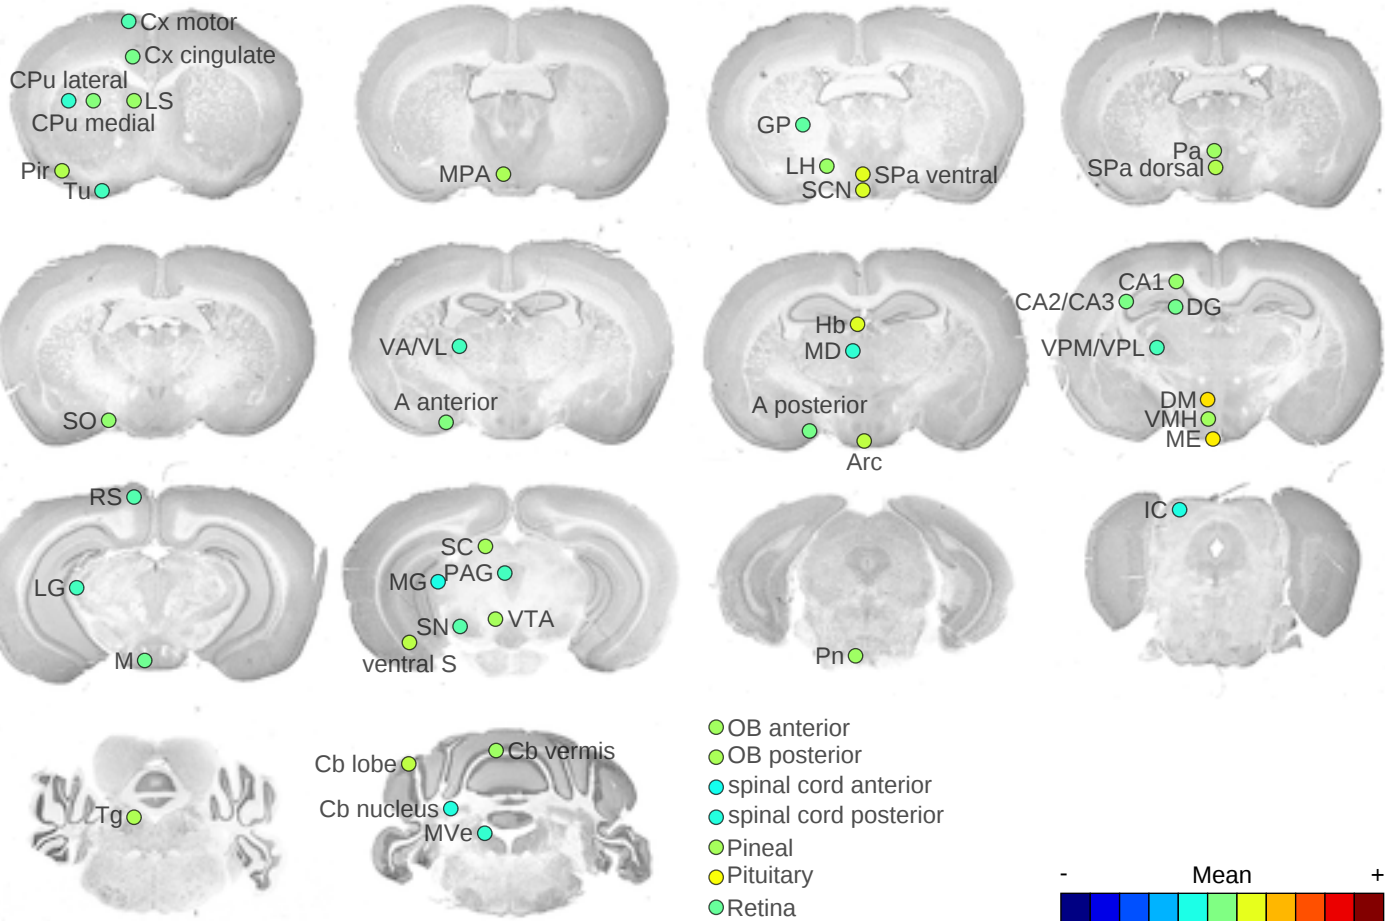 Cx motor
Cx cingulate
CPu lateral
LS
CPu medial
Pir
Tu
MPA
GP
LH
SPa ventral
SCN
Pa
SPa dorsal
SO
VA/VL
A anterior
Hb
MD
A posterior
Arc
CA1
CA2/CA3
DG
VPM/VPL
DM
VMH
ME
RS
LG
M
SC
MG
PAG
SN
VTA
ventral S
Pn
IC
Tg
Cb lobe
Cb vermis
Cb nucleus
MVe
OB anterior
OB posterior
spinal cord anterior
spinal cord posterior
Pineal
Pituitary
Retina
- Mean +